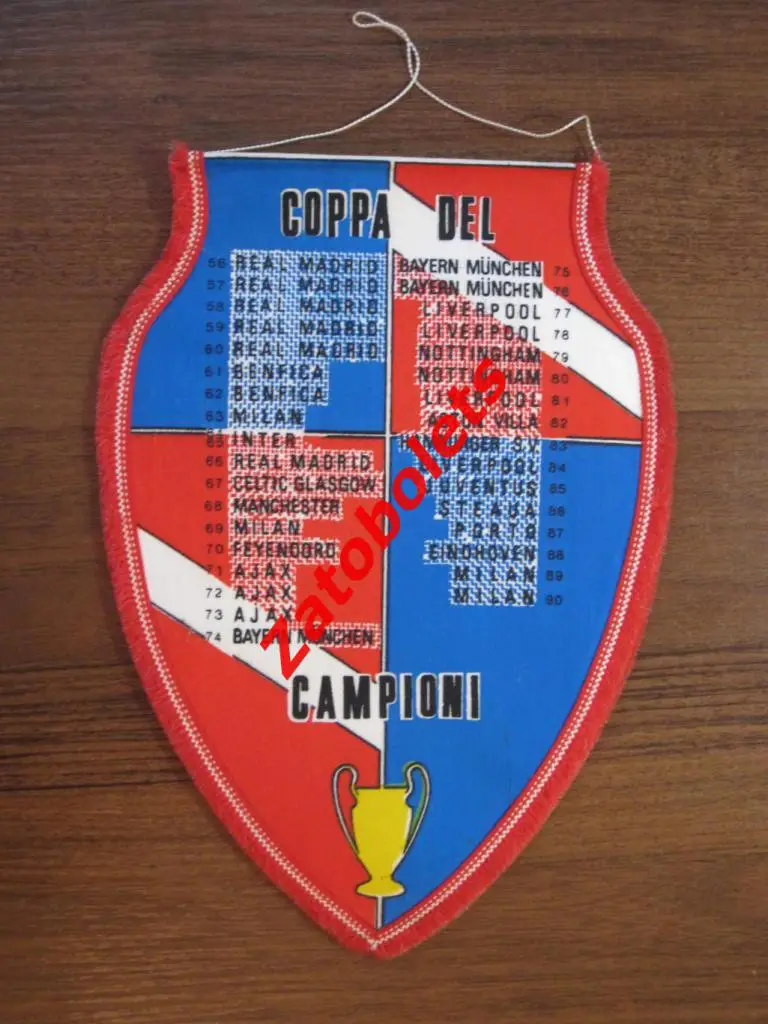 COPPA DEL
56 REAL MADRID
57 REAL MADRID
58 REAL MADRID
59 REAL MADRID
60 REAL MADRID
61 BENFICA
62 BENFICA
63 MILAN
65 INTER
66 REAL MADRID
67 CELTIC GLASGOW
68 MANCHESTER
69 MILAN
70 FEYENOORD
71 AJAX
72 AJAX
73 AJAX
74 BAYERN MÜNCHEN
BAYERN MÜNCHEN 75
BAYERN MÜNCHEN 76
LIVERPOOL 77
LIVERPOOL 78
NOTTINGHAM 79
NOTTINGHAM 80
LIVERPOOL 81
ASTON VILLA 82
HAMBURGER S.V. 83
LIVERPOOL 84
JUVENTUS 85
STEAUA 86
PORTO 87
EINDHOVEN 88
MILAN 89
MILAN 90
CAMPIONI
Zatobolets